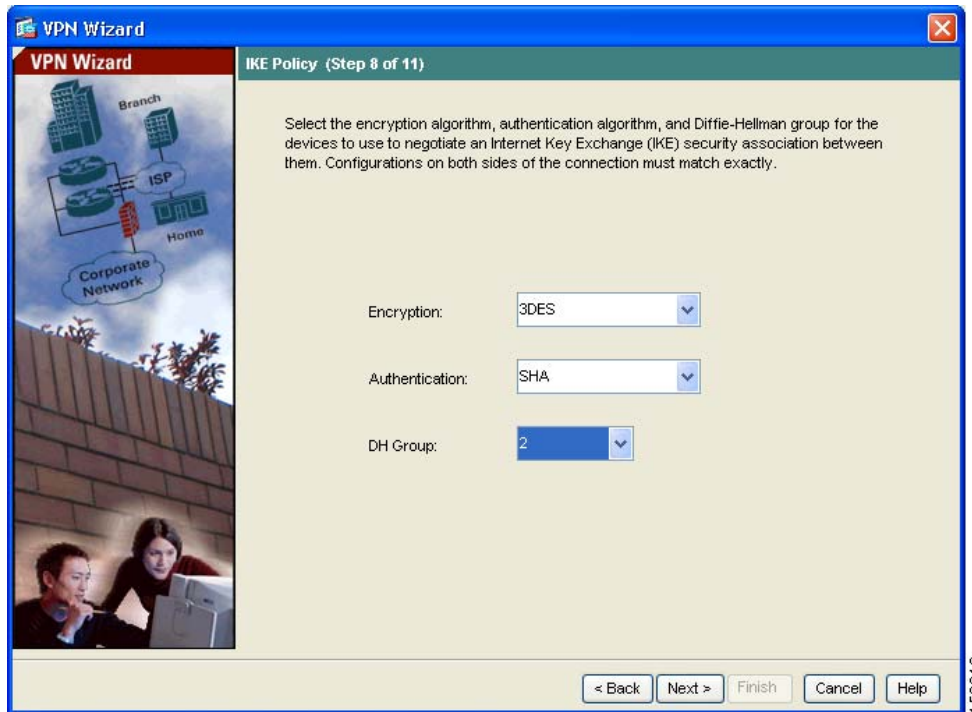 VPN Wizard
VPN Wizard
IKE Policy (Step 8 of 11)
Branch
ISP
Home
Corporate
Network
Select the encryption algorithm, authentication algorithm, and Diffie-Hellman group for the
devices to use to negotiate an Internet Key Exchange (IKE) security association between
them. Configurations on both sides of the connection must match exactly.
Encryption: 3DES
Authentication: SHA
DH Group: 2
< Back Next > Finish Cancel Help